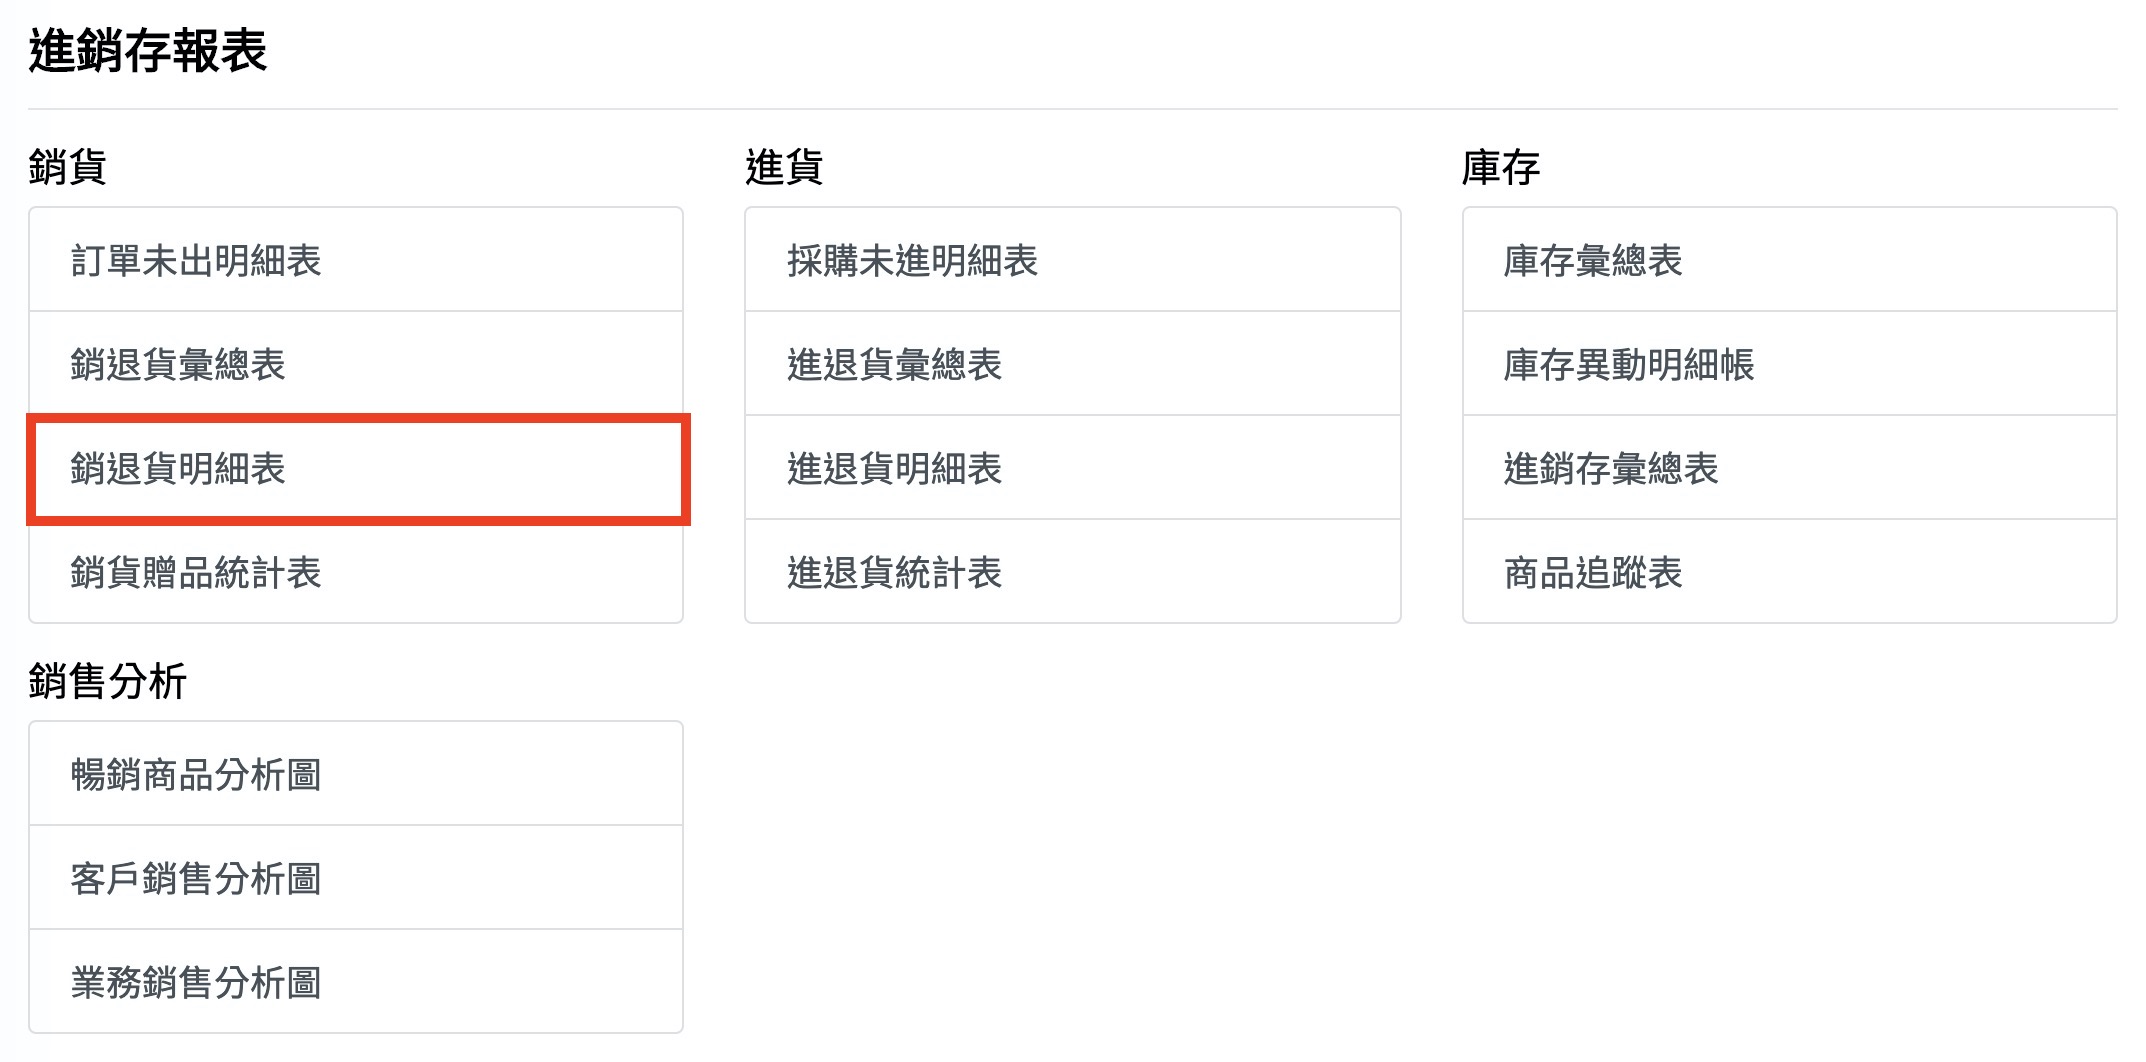 進銷存報表
銷貨
訂單未出明細表
銷退貨彙總表
銷退貨明細表
銷貨贈品統計表
進貨
採購未進明細表
進退貨彙總表
進退貨明細表
進退貨統計表
庫存
庫存彙總表
庫存異動明細帳
進銷存彙總表
商品追蹤表
銷售分析
暢銷商品分析圖
客戶銷售分析圖
業務銷售分析圖